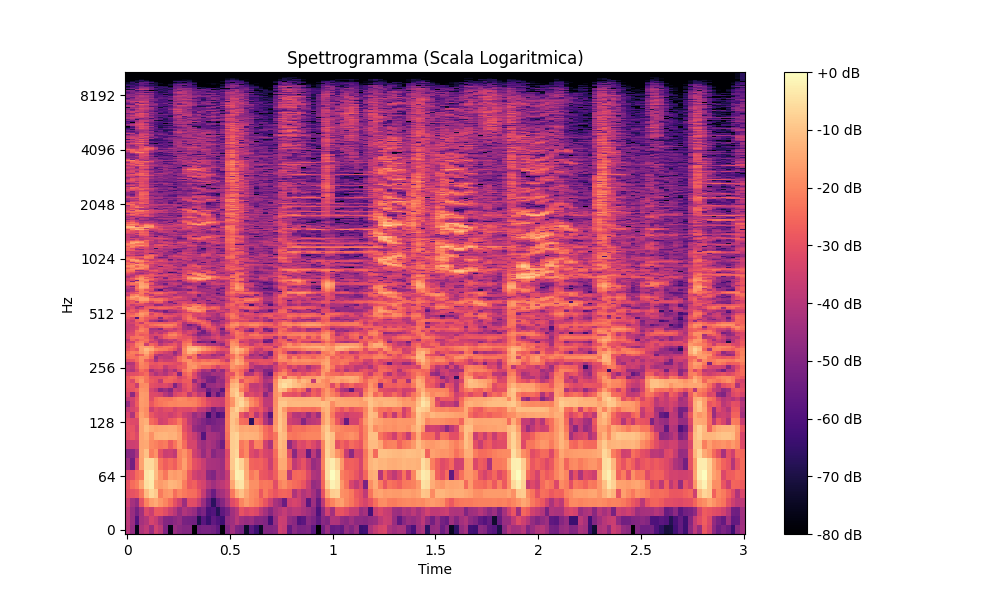 Spettrogramma (Scala Logaritmica)
Hz
8192
4096
2048
1024
512
256
128
64
0
0
0.5
1
1.5
2
2.5
3
Time
+0 dB
-10 dB
-20 dB
-30 dB
-40 dB
-50 dB
-60 dB
-70 dB
-80 dB